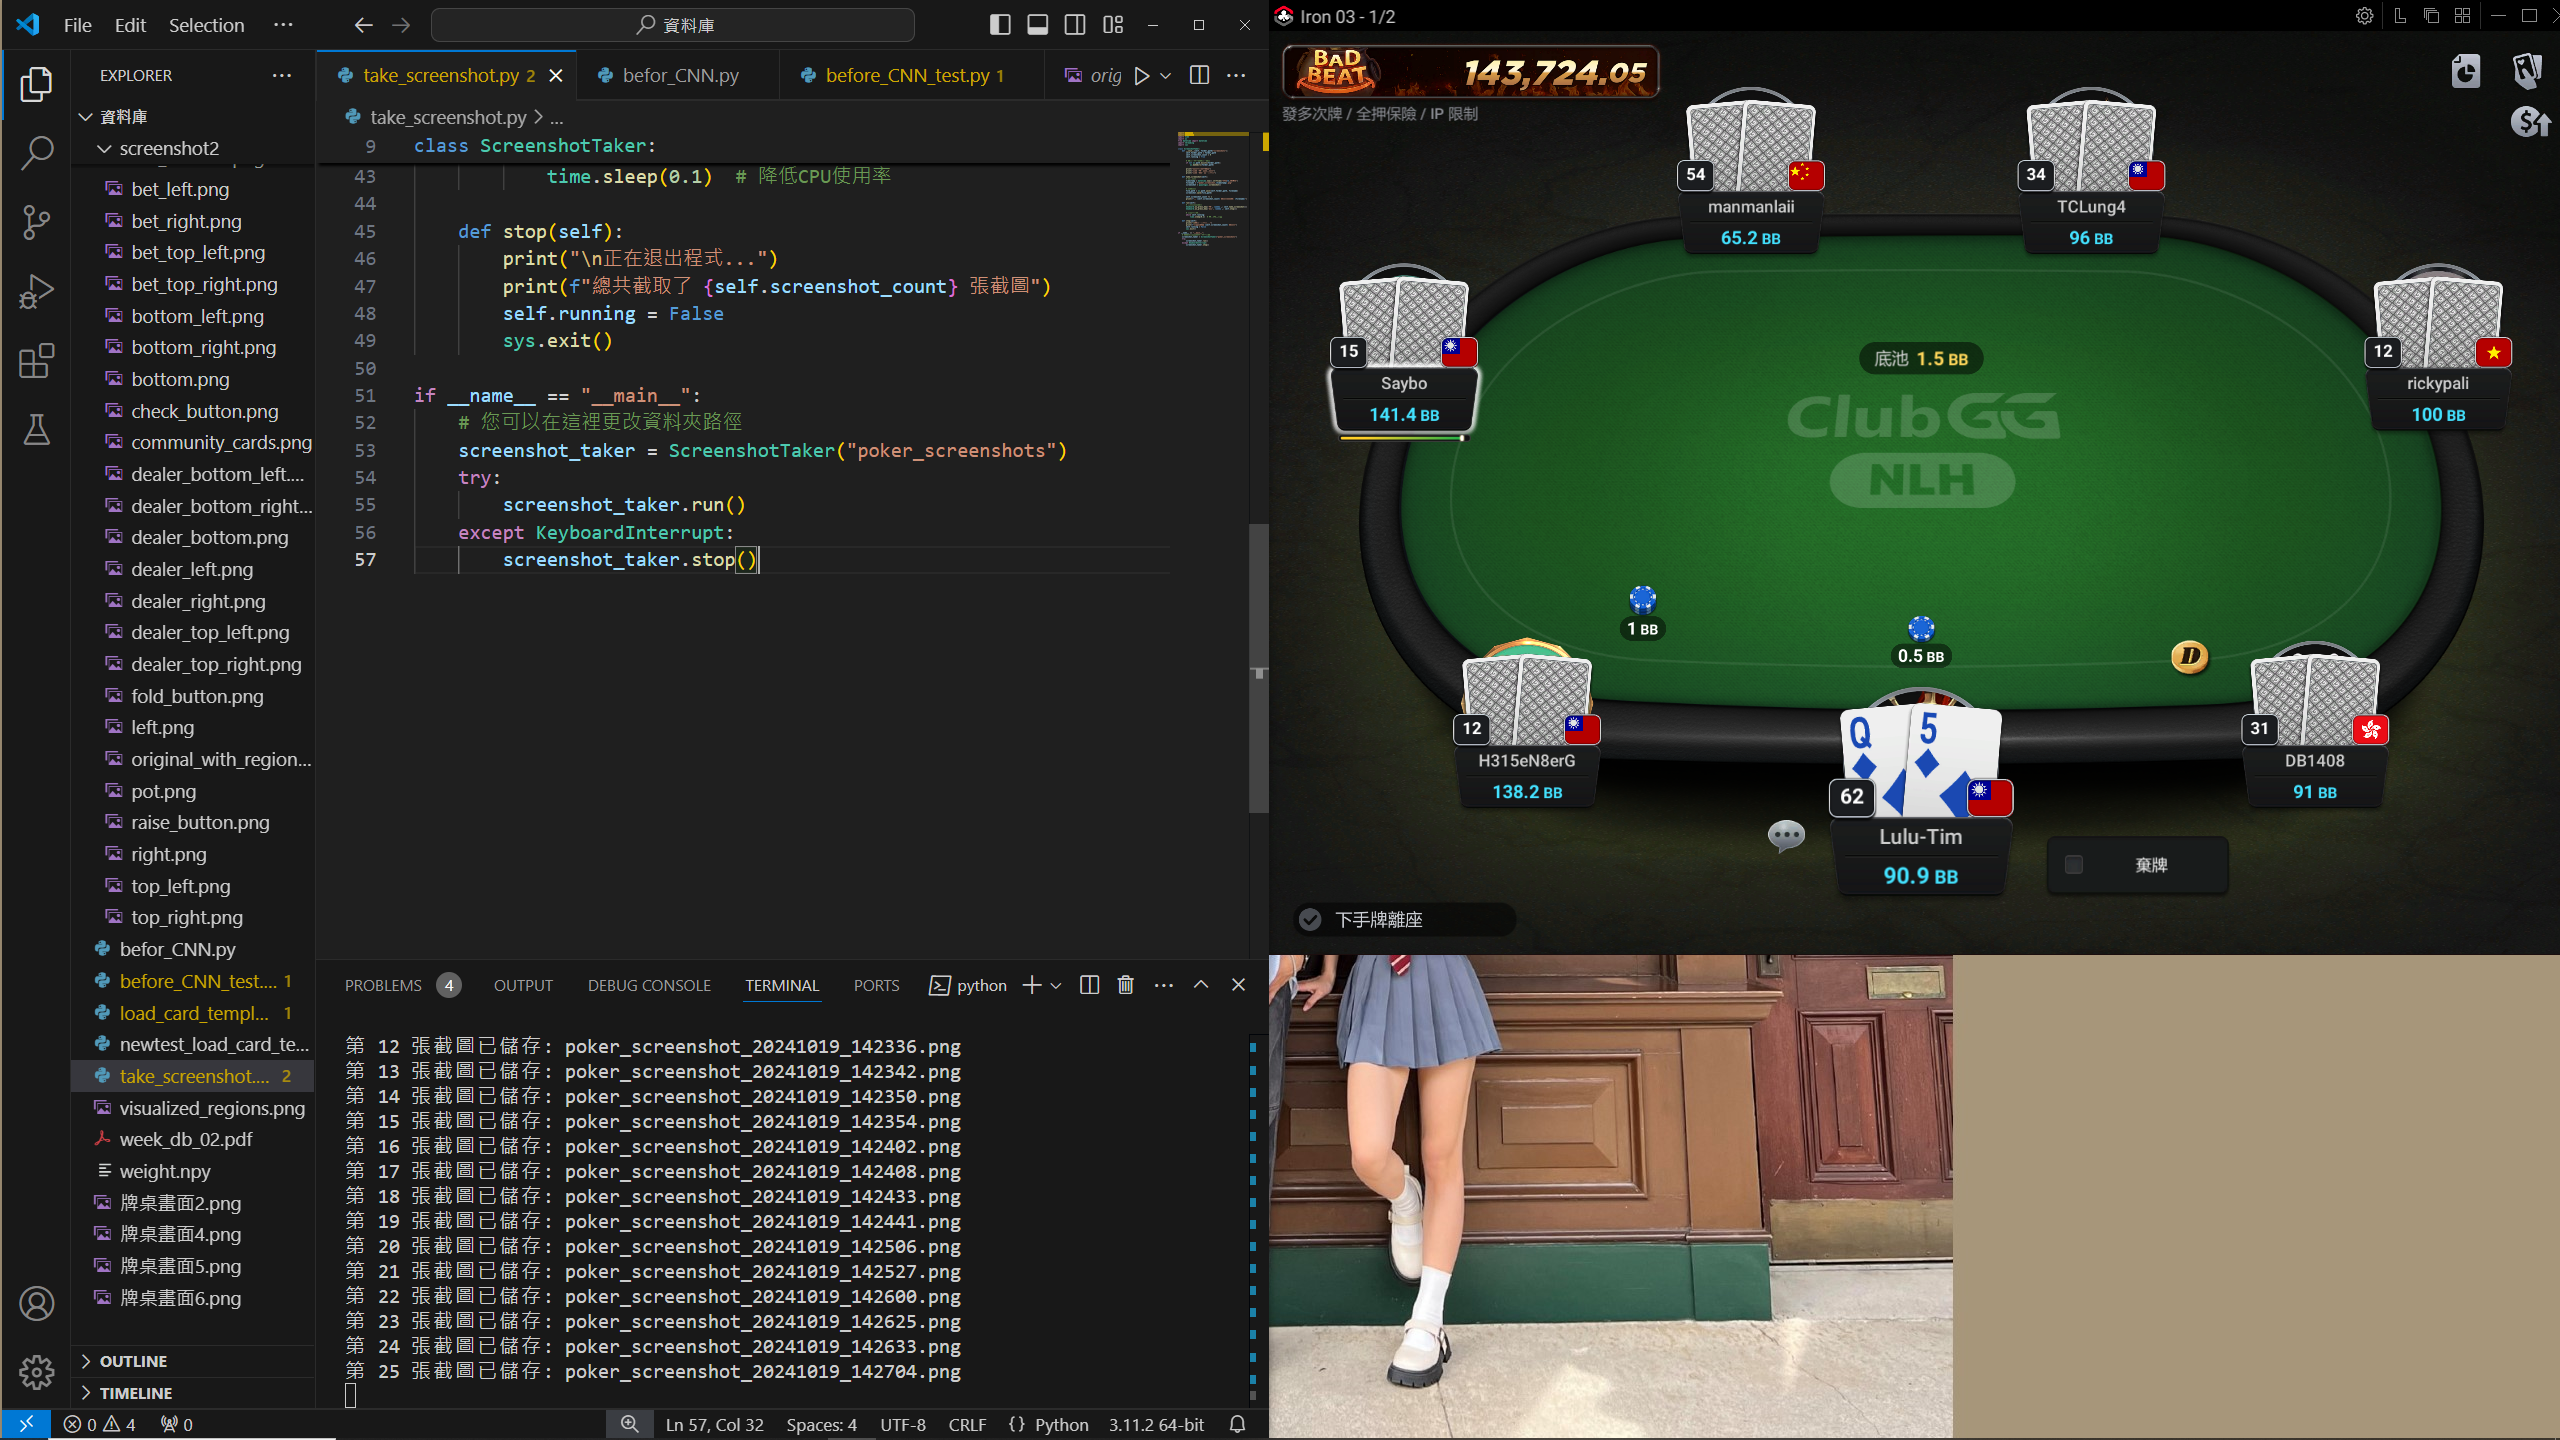 File Edit Selection ...
資料庫
EXPLORER
資料庫
screenshot2
bet_left.png
bet_right.png
bet_top_left.png
bet_top_right.png
bottom_left.png
bottom_right.png
bottom.png
check_button.png
community_cards.png
dealer_bottom_left....
dealer_bottom_right...
dealer_bottom.png
dealer_left.png
dealer_right.png
dealer_top_left.png
dealer_top_right.png
fold_button.png
left.png
original_with_region...
pot.png
raise_button.png
right.png
top_left.png
top_right.png
befor_CNN.py
before_CNN_test.... 1
load_card_templ... 1
newtest_load_card_te...
take_screenshot.... 2
visualized_regions.png
week_db_02.pdf
weight.npy
牌桌畫面2.png
牌桌畫面4.png
牌桌畫面5.png
牌桌畫面6.png
OUTLINE
TIMELINE
take_screenshot.py 2
befor_CNN.py
before_CNN_test.py 1
orig
take_screenshot.py > ...
9 class ScreenshotTaker:
43 time.sleep(0.1) # 降低CPU使用率
44
45 def stop(self):
46 print("\n正在退出程式...")
47 print(f"總共截取了 {self.screenshot_count} 張截圖")
48 self.running = False
49 sys.exit()
50
51 if __name__ == "__main__":
52 # 您可以在這裡更改資料夾路徑
53 screenshot_taker = ScreenshotTaker("poker_screenshots")
54 try:
55 screenshot_taker.run()
56 except KeyboardInterrupt:
57 screenshot_taker.stop()
PROBLEMS 4 OUTPUT DEBUG CONSOLE TERMINAL PORTS python
第 12 張截圖已儲存: poker_screenshot_20241019_142336.png
第 13 張截圖已儲存: poker_screenshot_20241019_142342.png
第 14 張截圖已儲存: poker_screenshot_20241019_142350.png
第 15 張截圖已儲存: poker_screenshot_20241019_142354.png
第 16 張截圖已儲存: poker_screenshot_20241019_142402.png
第 17 張截圖已儲存: poker_screenshot_20241019_142408.png
第 18 張截圖已儲存: poker_screenshot_20241019_142433.png
第 19 張截圖已儲存: poker_screenshot_20241019_142441.png
第 20 張截圖已儲存: poker_screenshot_20241019_142506.png
第 21 張截圖已儲存: poker_screenshot_20241019_142527.png
第 22 張截圖已儲存: poker_screenshot_20241019_142600.png
第 23 張截圖已儲存: poker_screenshot_20241019_142625.png
第 24 張截圖已儲存: poker_screenshot_20241019_142633.png
第 25 張截圖已儲存: poker_screenshot_20241019_142704.png
0 4 0
Ln 57, Col 32 Spaces: 4 UTF-8 CRLF {} Python 3.11.2 64-bit
Iron 03 - 1/2
BAD BEAT 143,724.05
發多次牌 / 全押保險 / IP 限制
54
manmanlaii
65.2 BB
34
TCLung4
96 BB
15
Saybo
141.4 BB
12
rickypali
100 BB
底池 1.5 BB
ClubGG
NLH
1 BB
0.5 BB
D
12
H315eN8erG
138.2 BB
Q 5
62
Lulu-Tim
90.9 BB
31
DB1408
91 BB
棄牌
下手牌離座